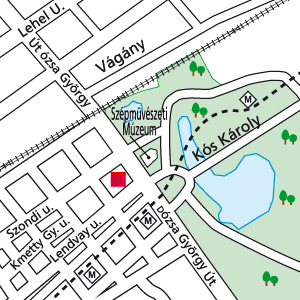 Lehel U.
Út
ózsa György
Vágány
M
Szépművészeti
Múzeum
Kós Károly
Szondi u.
Kmetty Gy. u.
Lendvay u.
M
M
Dózsa György Út